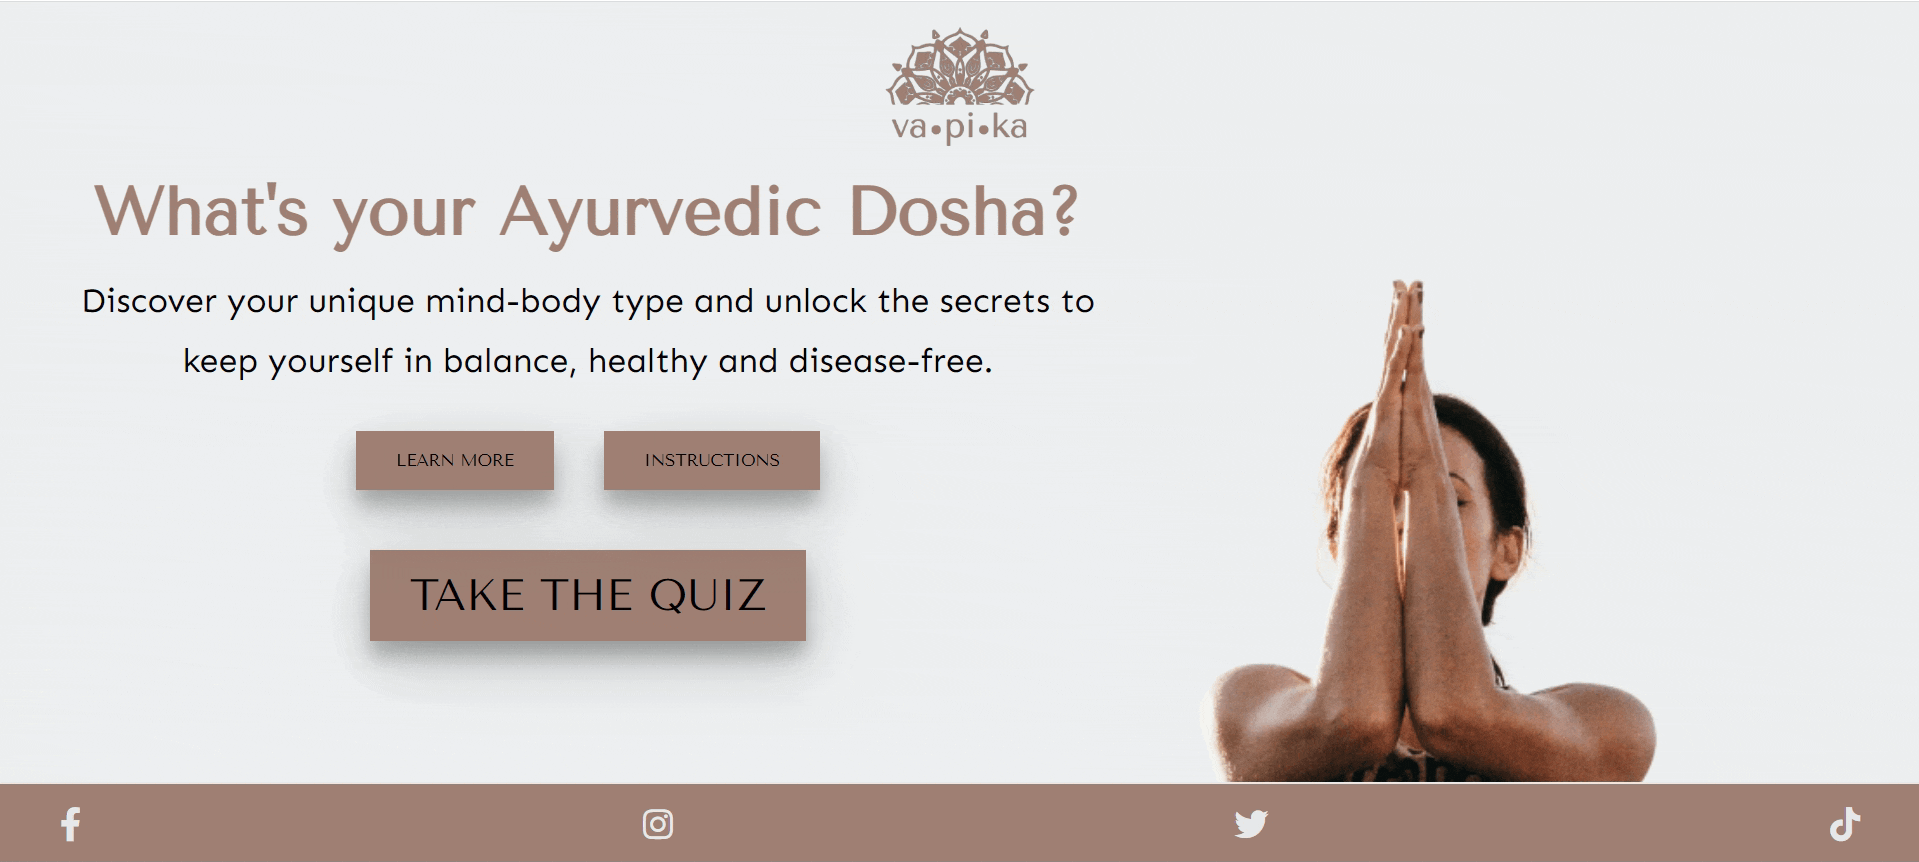 va•pi•ka
What's your Ayurvedic Dosha?
Discover your unique mind-body type and unlock the secrets to
keep yourself in balance, healthy and disease-free.
LEARN MORE
INSTRUCTIONS
TAKE THE QUIZ